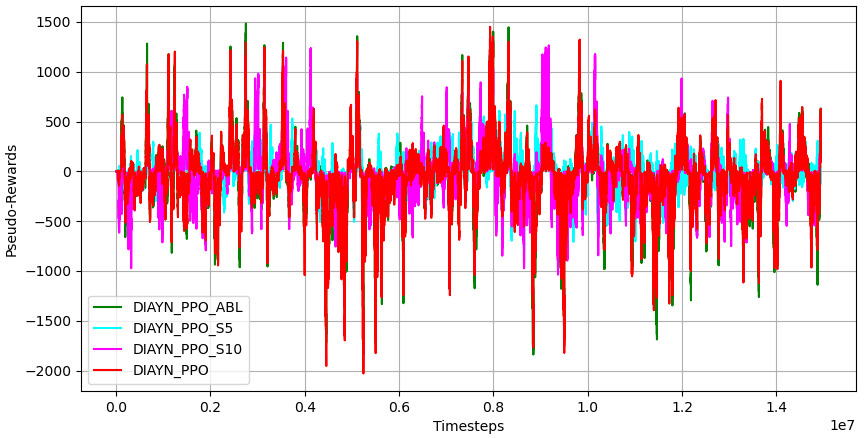 1500
1000
500
0
−500
−1000
−1500
−2000
Pseudo-Rewards
DIAYN_PPO_ABL
DIAYN_PPO_S5
DIAYN_PPO_S10
DIAYN_PPO
0.0 0.2 0.4 0.6 0.8 1.0 1.2 1.4
1e7
Timesteps